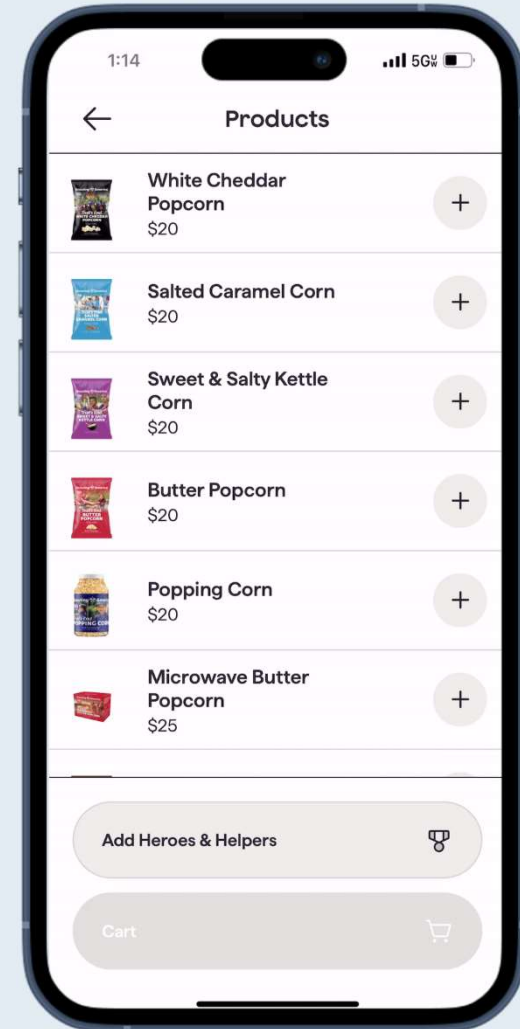 1:14
5G
Products
White Cheddar
Popcorn
$20
Salted Caramel Corn
$20
Sweet & Salty Kettle
Corn
$20
Butter Popcorn
$20
Popping Corn
$20
Microwave Butter
Popcorn
$25
Add Heroes & Helpers
Cart